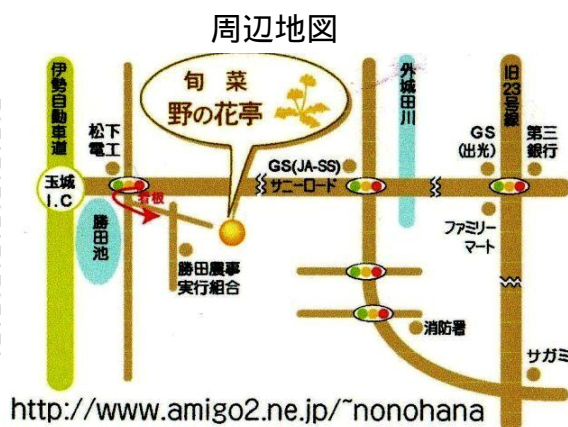 周辺地図
伊勢自動車道
玉城
I.C
松下
電工
勝田池
看板
旬菜
野の花亭
勝田農事
実行組合
GS(JA-SS)
サニーロード
外城田川
旧23号線
GS
(出光)
第三
銀行
ファミリー
マート
消防署
サガミ
http://www.amigo2.ne.jp/~nonohana